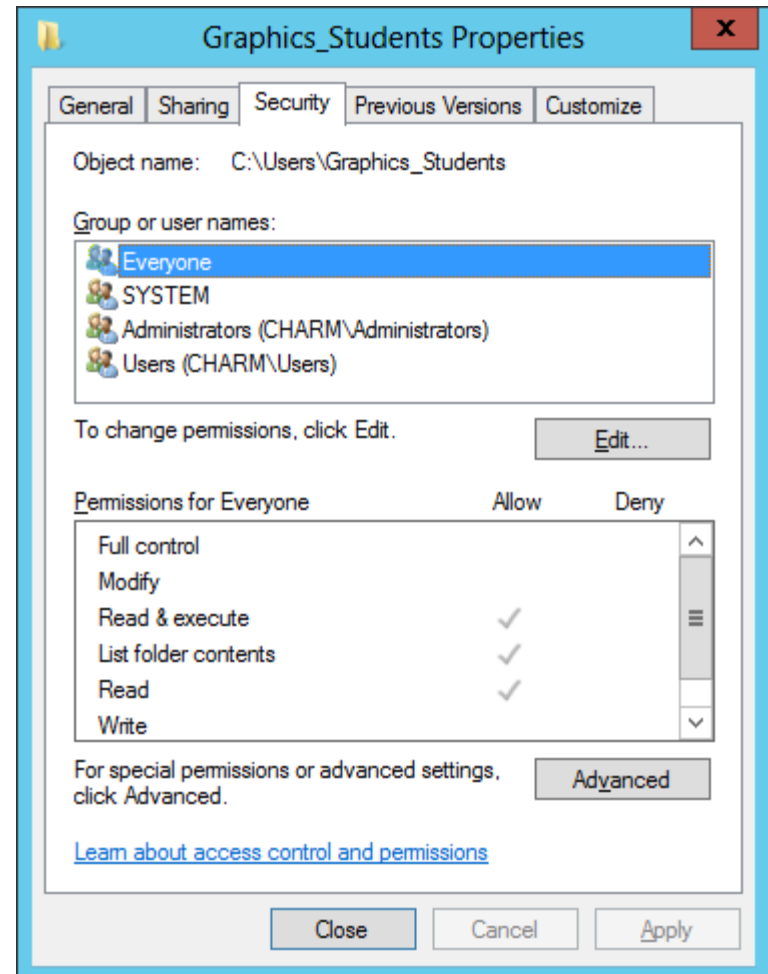 Graphics_Students Properties
x
General Sharing Security Previous Versions Customize
Object name: C:\Users\Graphics_Students
Group or user names:
Everyone
SYSTEM
Administrators (CHARM\Administrators)
Users (CHARM\Users)
To change permissions, click Edit.
Edit...
Permissions for Everyone Allow Deny
Full control
Modify
Read & execute
List folder contents
Read
Write
For special permissions or advanced settings,
click Advanced.
Advanced
Learn about access control and permissions
Close Cancel Apply